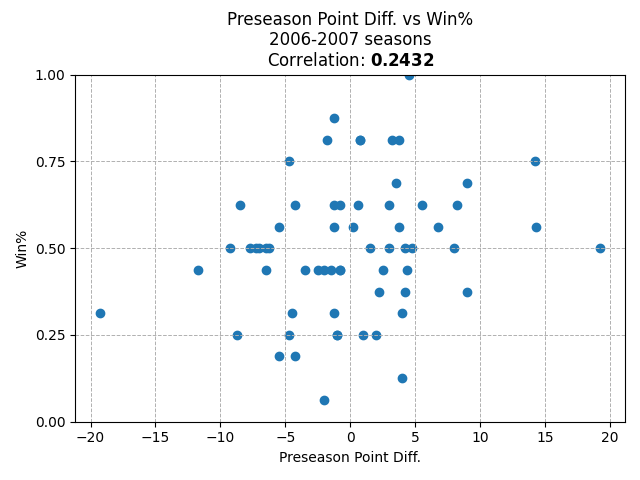 Preseason Point Diff. vs Win%
2006-2007 seasons
Correlation: 0.2432
1.00
0.75
0.50
0.25
0.00
Win%
−20 −15 −10 −5 0 5 10 15 20
Preseason Point Diff.